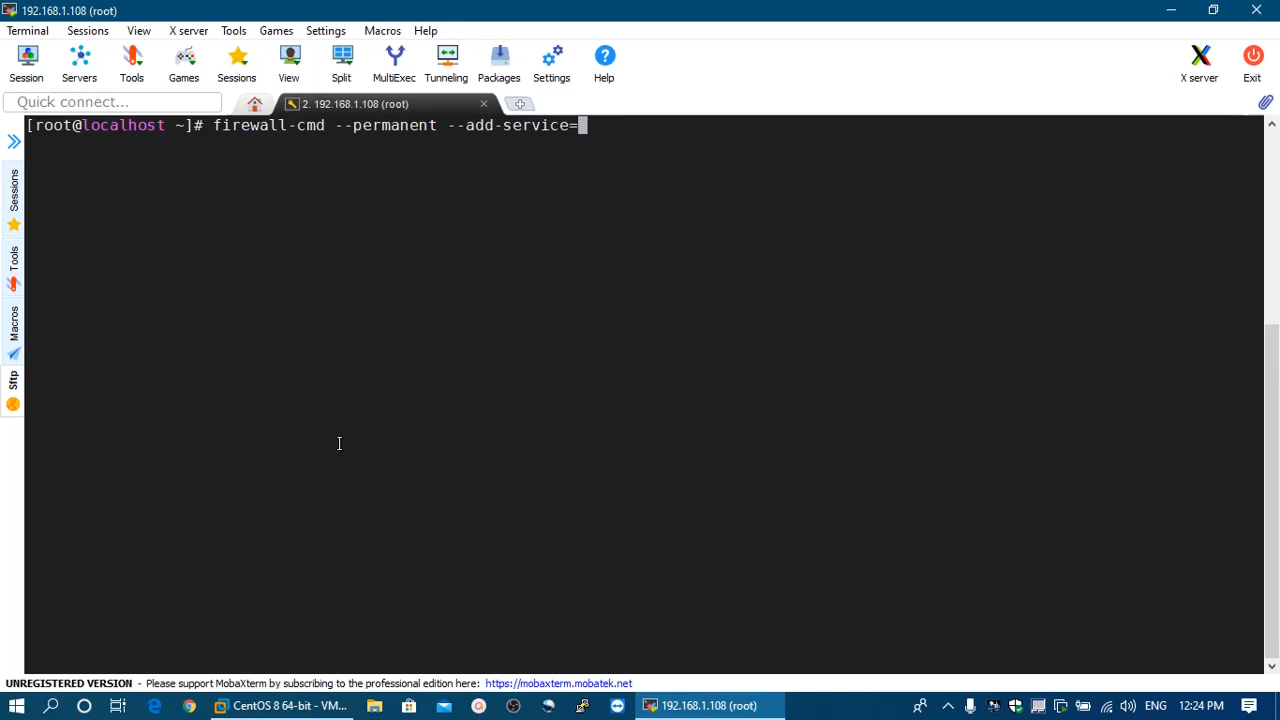 192.168.1.108 (root)
Terminal Sessions View X server Tools Games Settings Macros Help
Session Servers Tools Games Sessions View Split MultiExec Tunneling Packages Settings Help X server Exit
Quick connect... 2. 192.168.1.108 (root)
[root@localhost ~]# firewall-cmd --permanent --add-service=
Sessions
Tools
Macros
Sftp
UNREGISTERED VERSION - Please support MobaXterm by subscribing to the professional edition here: https://mobaxterm.mobatek.net
CentOS 8 64-bit - VM... 192.168.1.108 (root) ENG 12:24 PM